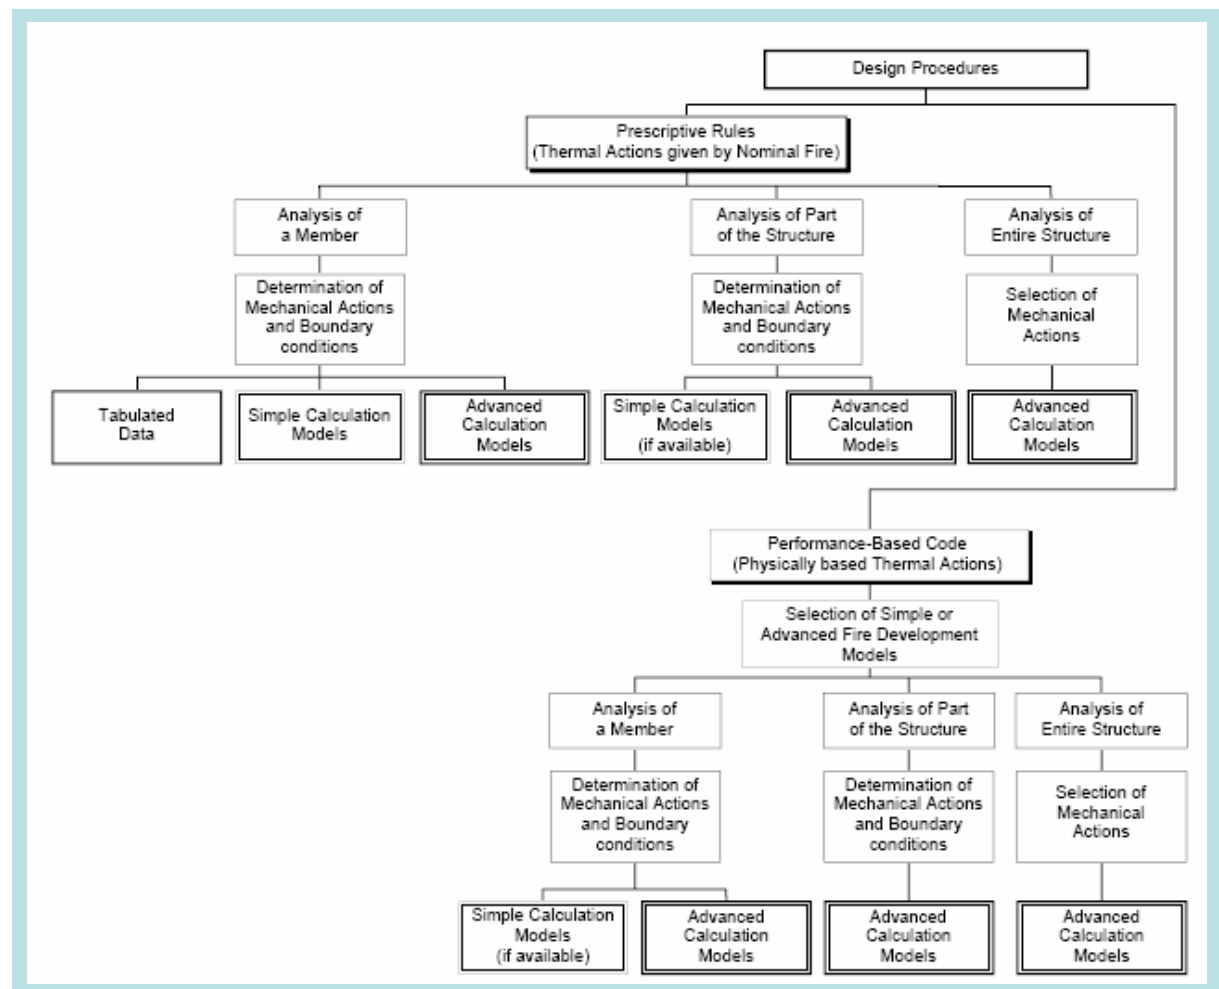 Design Procedures
Prescriptive Rules
(Thermal Actions given by Nominal Fire)
Analysis of
a Member
Analysis of Part
of the Structure
Analysis of
Entire Structure
Determination of
Mechanical Actions
and Boundary
conditions
Determination of
Mechanical Actions
and Boundary
conditions
Selection of
Mechanical
Actions
Tabulated
Data
Simple Calculation
Models
Advanced
Calculation
Models
Simple Calculation
Models
(if available)
Advanced
Calculation
Models
Advanced
Calculation
Models
Performance-Based Code
(Physically based Thermal Actions)
Selection of Simple or
Advanced Fire Development
Models
Analysis of
a Member
Analysis of Part
of the Structure
Analysis of
Entire Structure
Determination of
Mechanical Actions
and Boundary
conditions
Determination of
Mechanical Actions
and Boundary
conditions
Selection of
Mechanical
Actions
Simple Calculation
Models
(if available)
Advanced
Calculation
Models
Advanced
Calculation
Models
Advanced
Calculation
Models